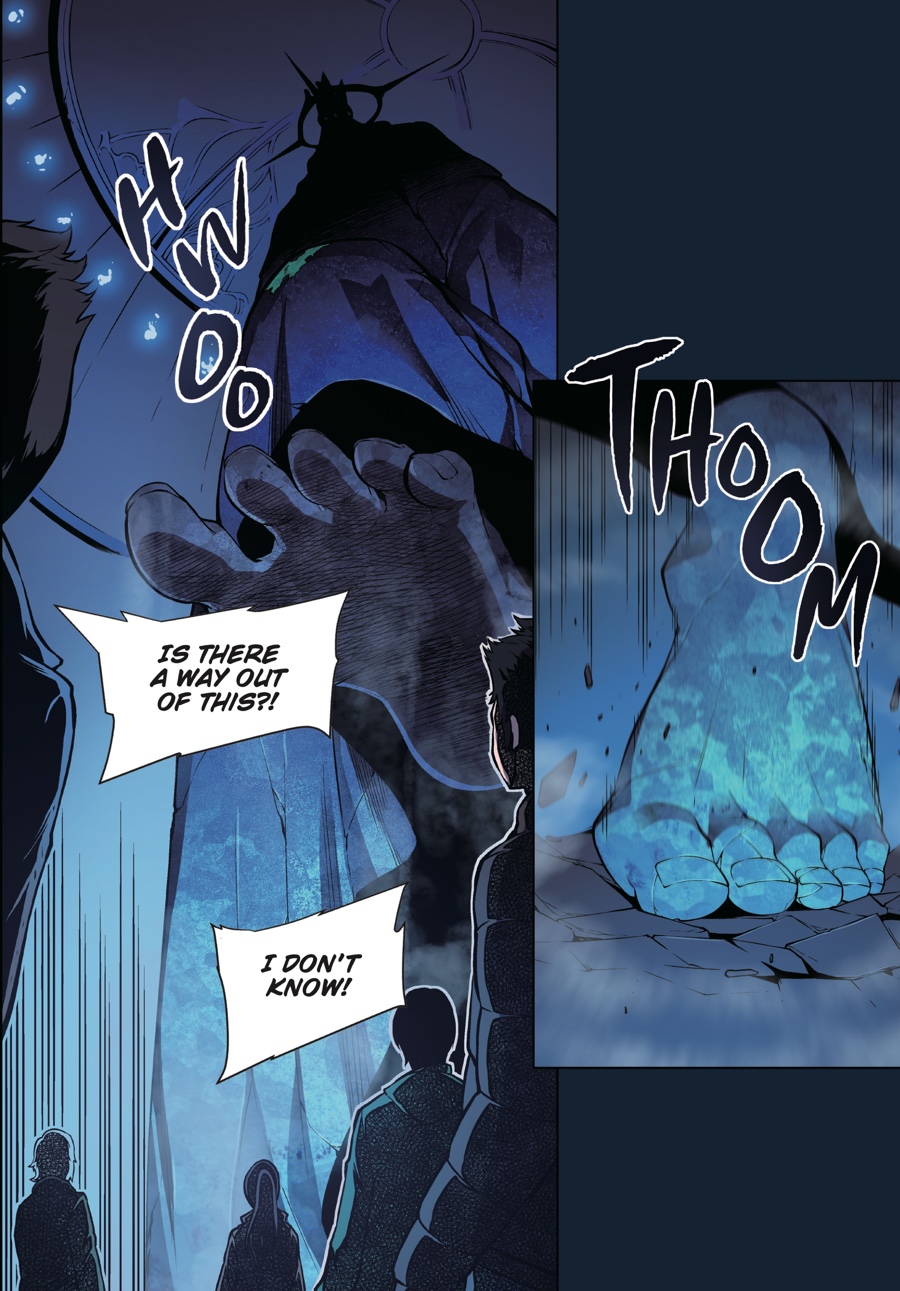 HWOO
THOOM
IS THERE
A WAY OUT
OF THIS?!
I DON'T
KNOW!